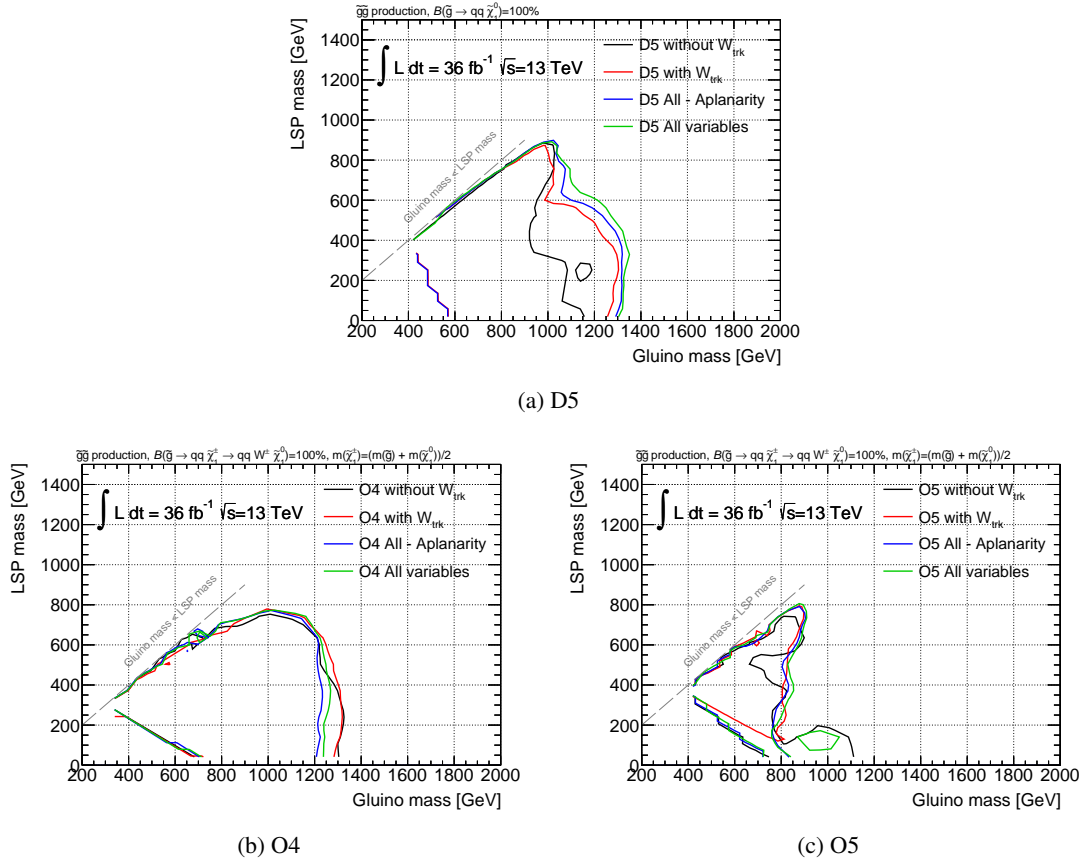 g̃g̃ production, B(g̃ → qq χ̃₁⁰)=100%
LSP mass [GeV]
1400
1200
1000
800
600
400
200
0
∫ L dt = 36 fb⁻¹ √s=13 TeV
D5 without W_trk
D5 with W_trk
D5 All - Aplanarity
D5 All variables
Gluino mass < LSP mass
200 400 600 800 1000 1200 1400 1600 1800 2000
Gluino mass [GeV]
(a) D5
g̃g̃ production, B(g̃ → qq χ̃₁± → qq W± χ̃₁⁰)=100%, m(χ̃₁±)=(m(g̃) + m(χ̃₁⁰))/2
LSP mass [GeV]
1400
1200
1000
800
600
400
200
0
∫ L dt = 36 fb⁻¹ √s=13 TeV
O4 without W_trk
O4 with W_trk
O4 All - Aplanarity
O4 All variables
Gluino mass < LSP mass
200 400 600 800 1000 1200 1400 1600 1800 2000
Gluino mass [GeV]
(b) O4
g̃g̃ production, B(g̃ → qq χ̃₁± → qq W± χ̃₁⁰)=100%, m(χ̃₁±)=(m(g̃) + m(χ̃₁⁰))/2
LSP mass [GeV]
1400
1200
1000
800
600
400
200
0
∫ L dt = 36 fb⁻¹ √s=13 TeV
O5 without W_trk
O5 with W_trk
O5 All - Aplanarity
O5 All variables
Gluino mass < LSP mass
200 400 600 800 1000 1200 1400 1600 1800 2000
Gluino mass [GeV]
(c) O5